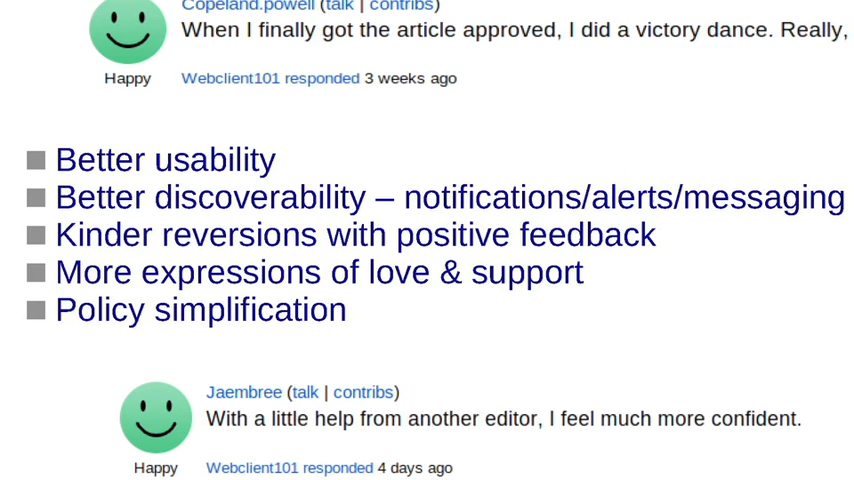 Copeland.powell (talk | contribs)
When I finally got the article approved, I did a victory dance. Really,
Happy
Webclient101 responded 3 weeks ago
Better usability
Better discoverability – notifications/alerts/messaging
Kinder reversions with positive feedback
More expressions of love & support
Policy simplification
Jaembree (talk | contribs)
With a little help from another editor, I feel much more confident.
Happy
Webclient101 responded 4 days ago